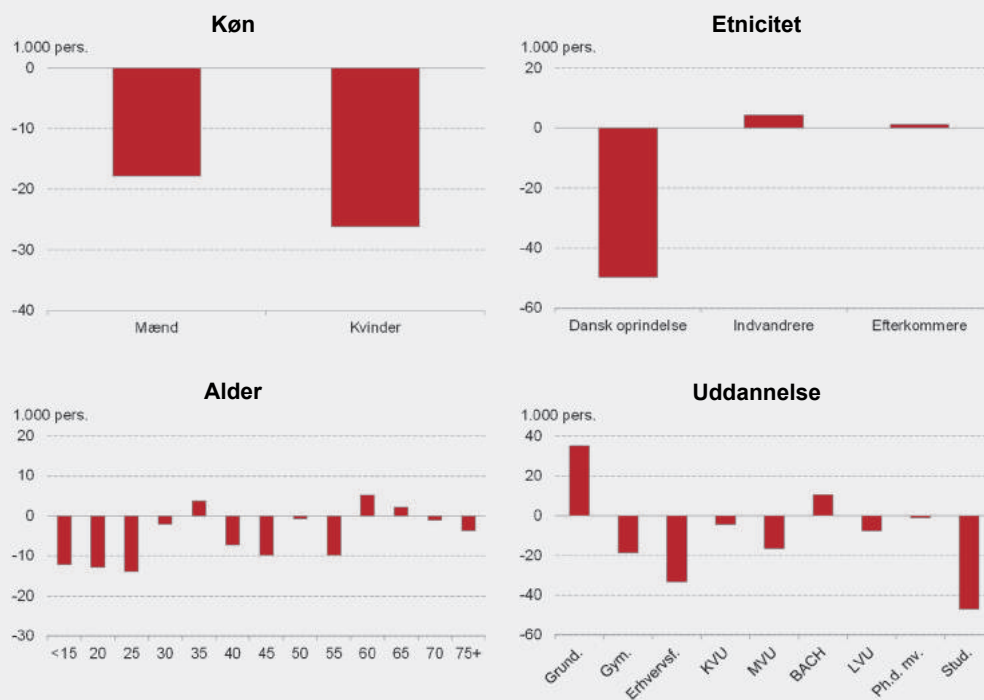 Køn
1.000 pers.
0
-10
-20
-30
-40
Mænd Kvinder
Etnicitet
1.000 pers.
20
0
-20
-40
-60
Dansk oprindelse Indvandrere Efterkommere
Alder
1.000 pers.
20
10
0
-10
-20
-30
<15 20 25 30 35 40 45 50 55 60 65 70 75+
Uddannelse
1.000 pers.
40
20
0
-20
-40
-60
Grund. Gym. Erhvervsf. KVU MVU BACH LVU Ph.d. mv. Stud.